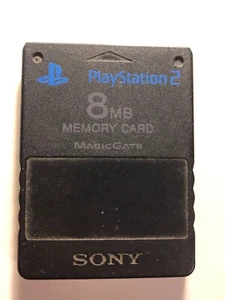 PlayStation 2
8MB
MEMORY CARD
MAGICGATE
SONY